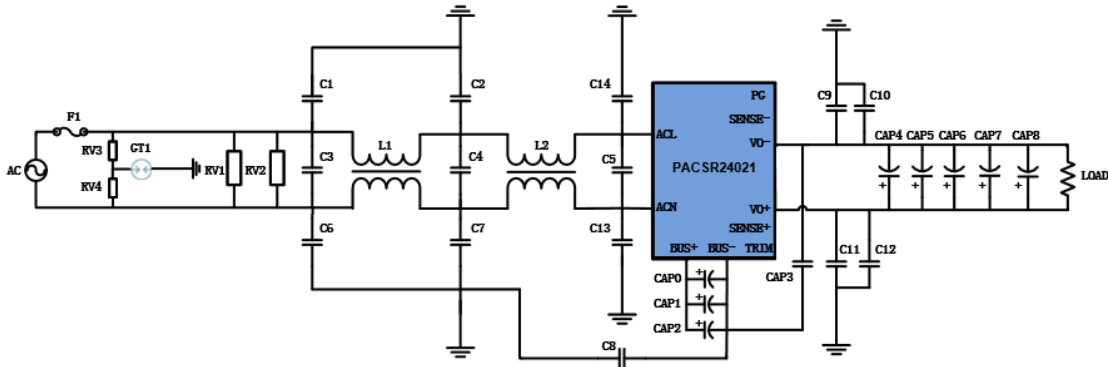 C1
C2
C14
PG
C9
C10
F1
SENSE-
RV3
GT1
L1
L2
ACL
VO-
CAP4
CAP5
CAP6
CAP7
CAP8
AC
RV1
RV2
C3
C4
C5
PACSR24021
LOAD
RV4
ACN
VO+
C6
C7
C13
SENSE+
BUS+
BUS-
TRIM
C11
C12
CAP0
CAP3
CAP1
CAP2
C8
+
+
+
+
+
+
+
+